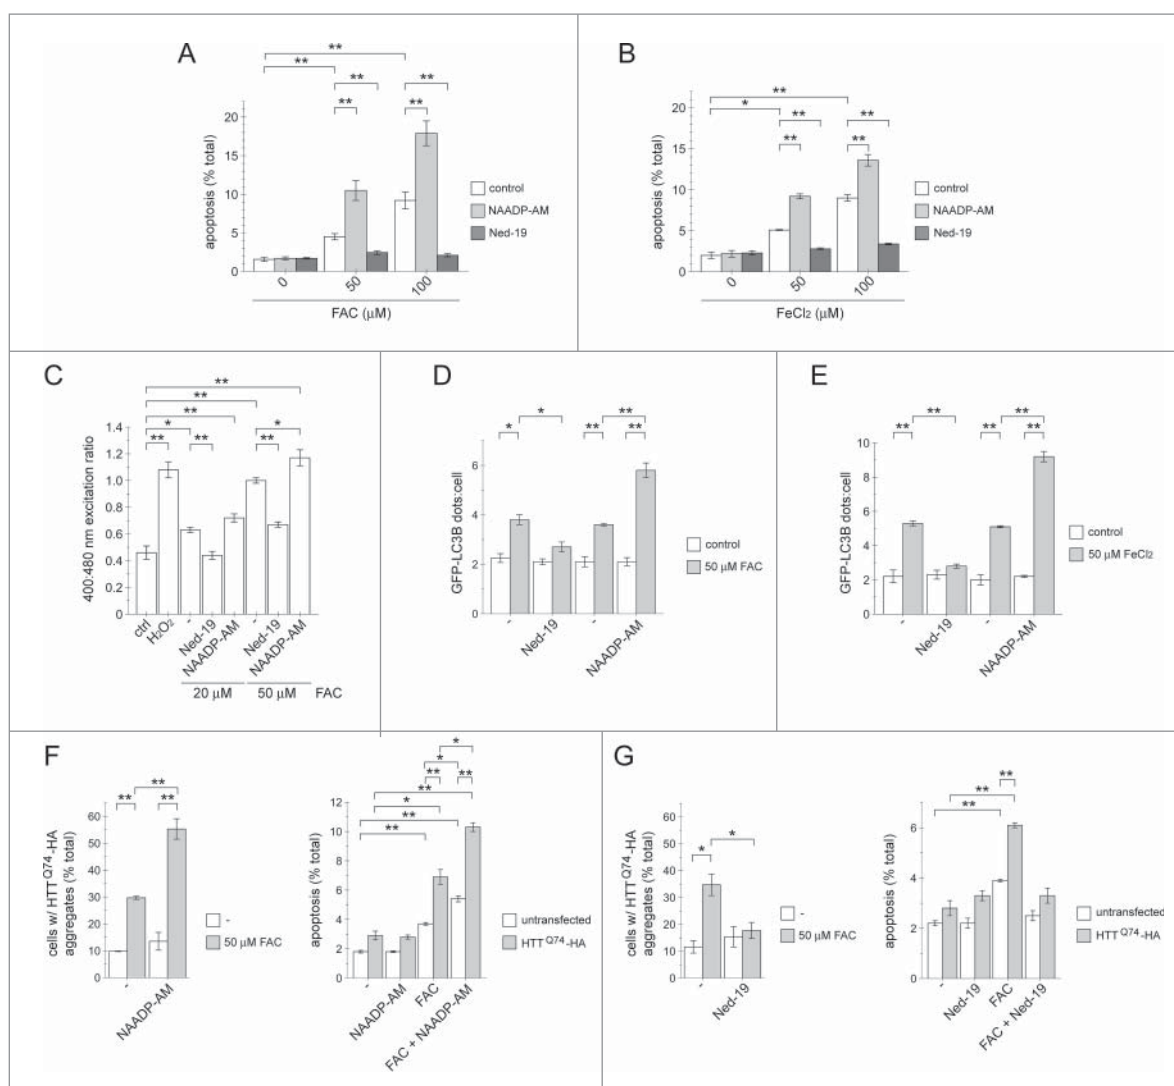 A
**
**
**
**
**
**
apoptosis (% total)
20
15
10
5
0
0
50
100
FAC (μM)
control
NAADP-AM
Ned-19
B
**
*
**
**
**
**
apoptosis (% total)
20
15
10
5
0
0
50
100
FeCl₂ (μM)
control
NAADP-AM
Ned-19
C
**
**
**
*
*
**
**
**
400:480 nm excitation ratio
1.4
1.2
1.0
0.8
0.6
0.4
0.2
0
ctrl
H₂O₂
-
Ned-19
NAADP-AM
-
Ned-19
NAADP-AM
20 μM
50 μM
FAC
D
*
**
*
**
**
GFP-LC3B dots:cell
6
4
2
0
-
Ned-19
-
NAADP-AM
control
50 μM FAC
E
**
**
**
**
**
GFP-LC3B dots:cell
10
8
6
4
2
0
-
Ned-19
-
NAADP-AM
control
50 μM FeCl₂
F
**
**
**
cells w/ HTT^Q74-HA
aggregates (% total)
60
50
40
30
20
10
0
-
NAADP-AM
-
50 μM FAC
*
*
**
**
**
*
**
**
apoptosis (% total)
12
10
8
6
4
2
0
-
NAADP-AM
FAC
FAC + NAADP-AM
untransfected
HTT^Q74-HA
G
*
*
cells w/ HTT^Q74-HA
aggregates (% total)
60
50
40
30
20
10
0
-
Ned-19
-
50 μM FAC
**
**
**
apoptosis (% total)
6
4
2
0
-
Ned-19
FAC
FAC + Ned-19
untransfected
HTT^Q74-HA